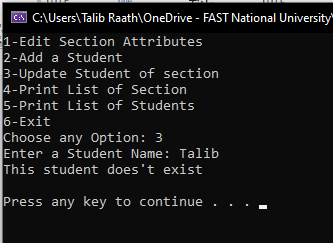 C:\Users\Talib Raath\OneDrive - FAST National University\
1-Edit Section Attributes
2-Add a Student
3-Update Student of section
4-Print List of Section
5-Print List of Students
6-Exit
Choose any Option: 3
Enter a Student Name: Talib
This student does't exist
Press any key to continue . . .